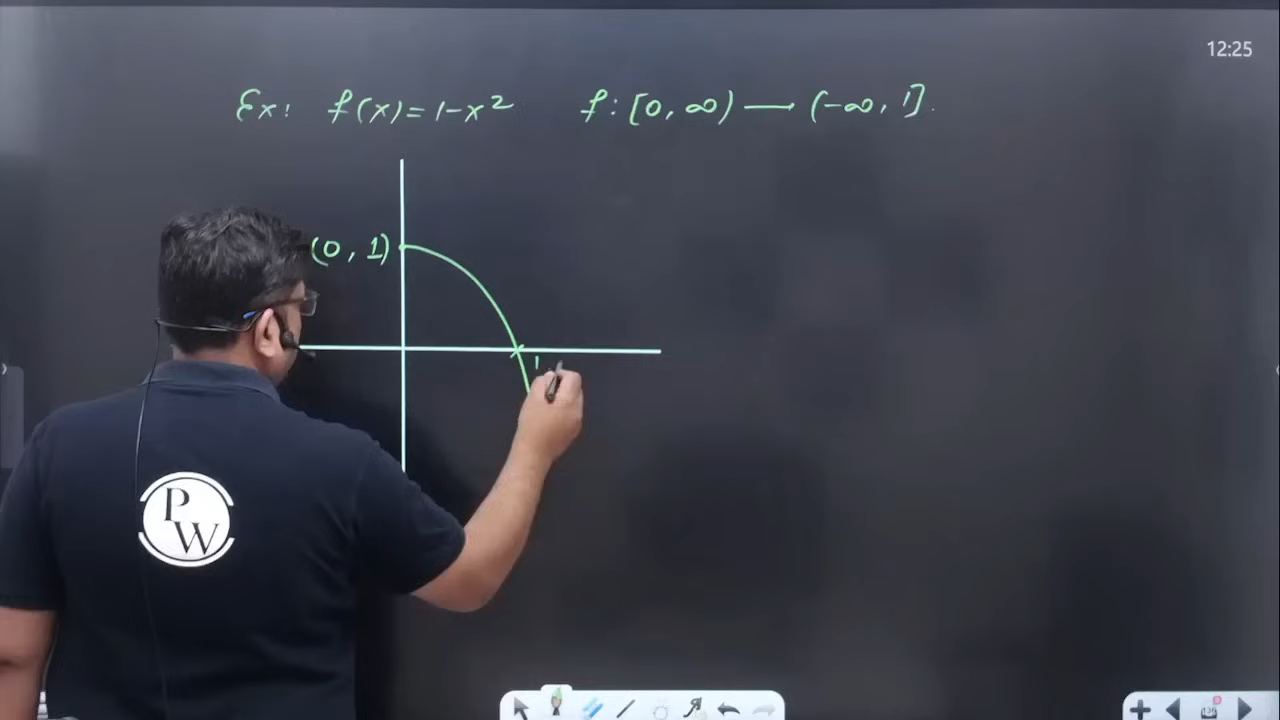 12:25
Ex: f(x)=1-x² f:[0,∞) — (-∞, 1].
(0, 1)
1
PW